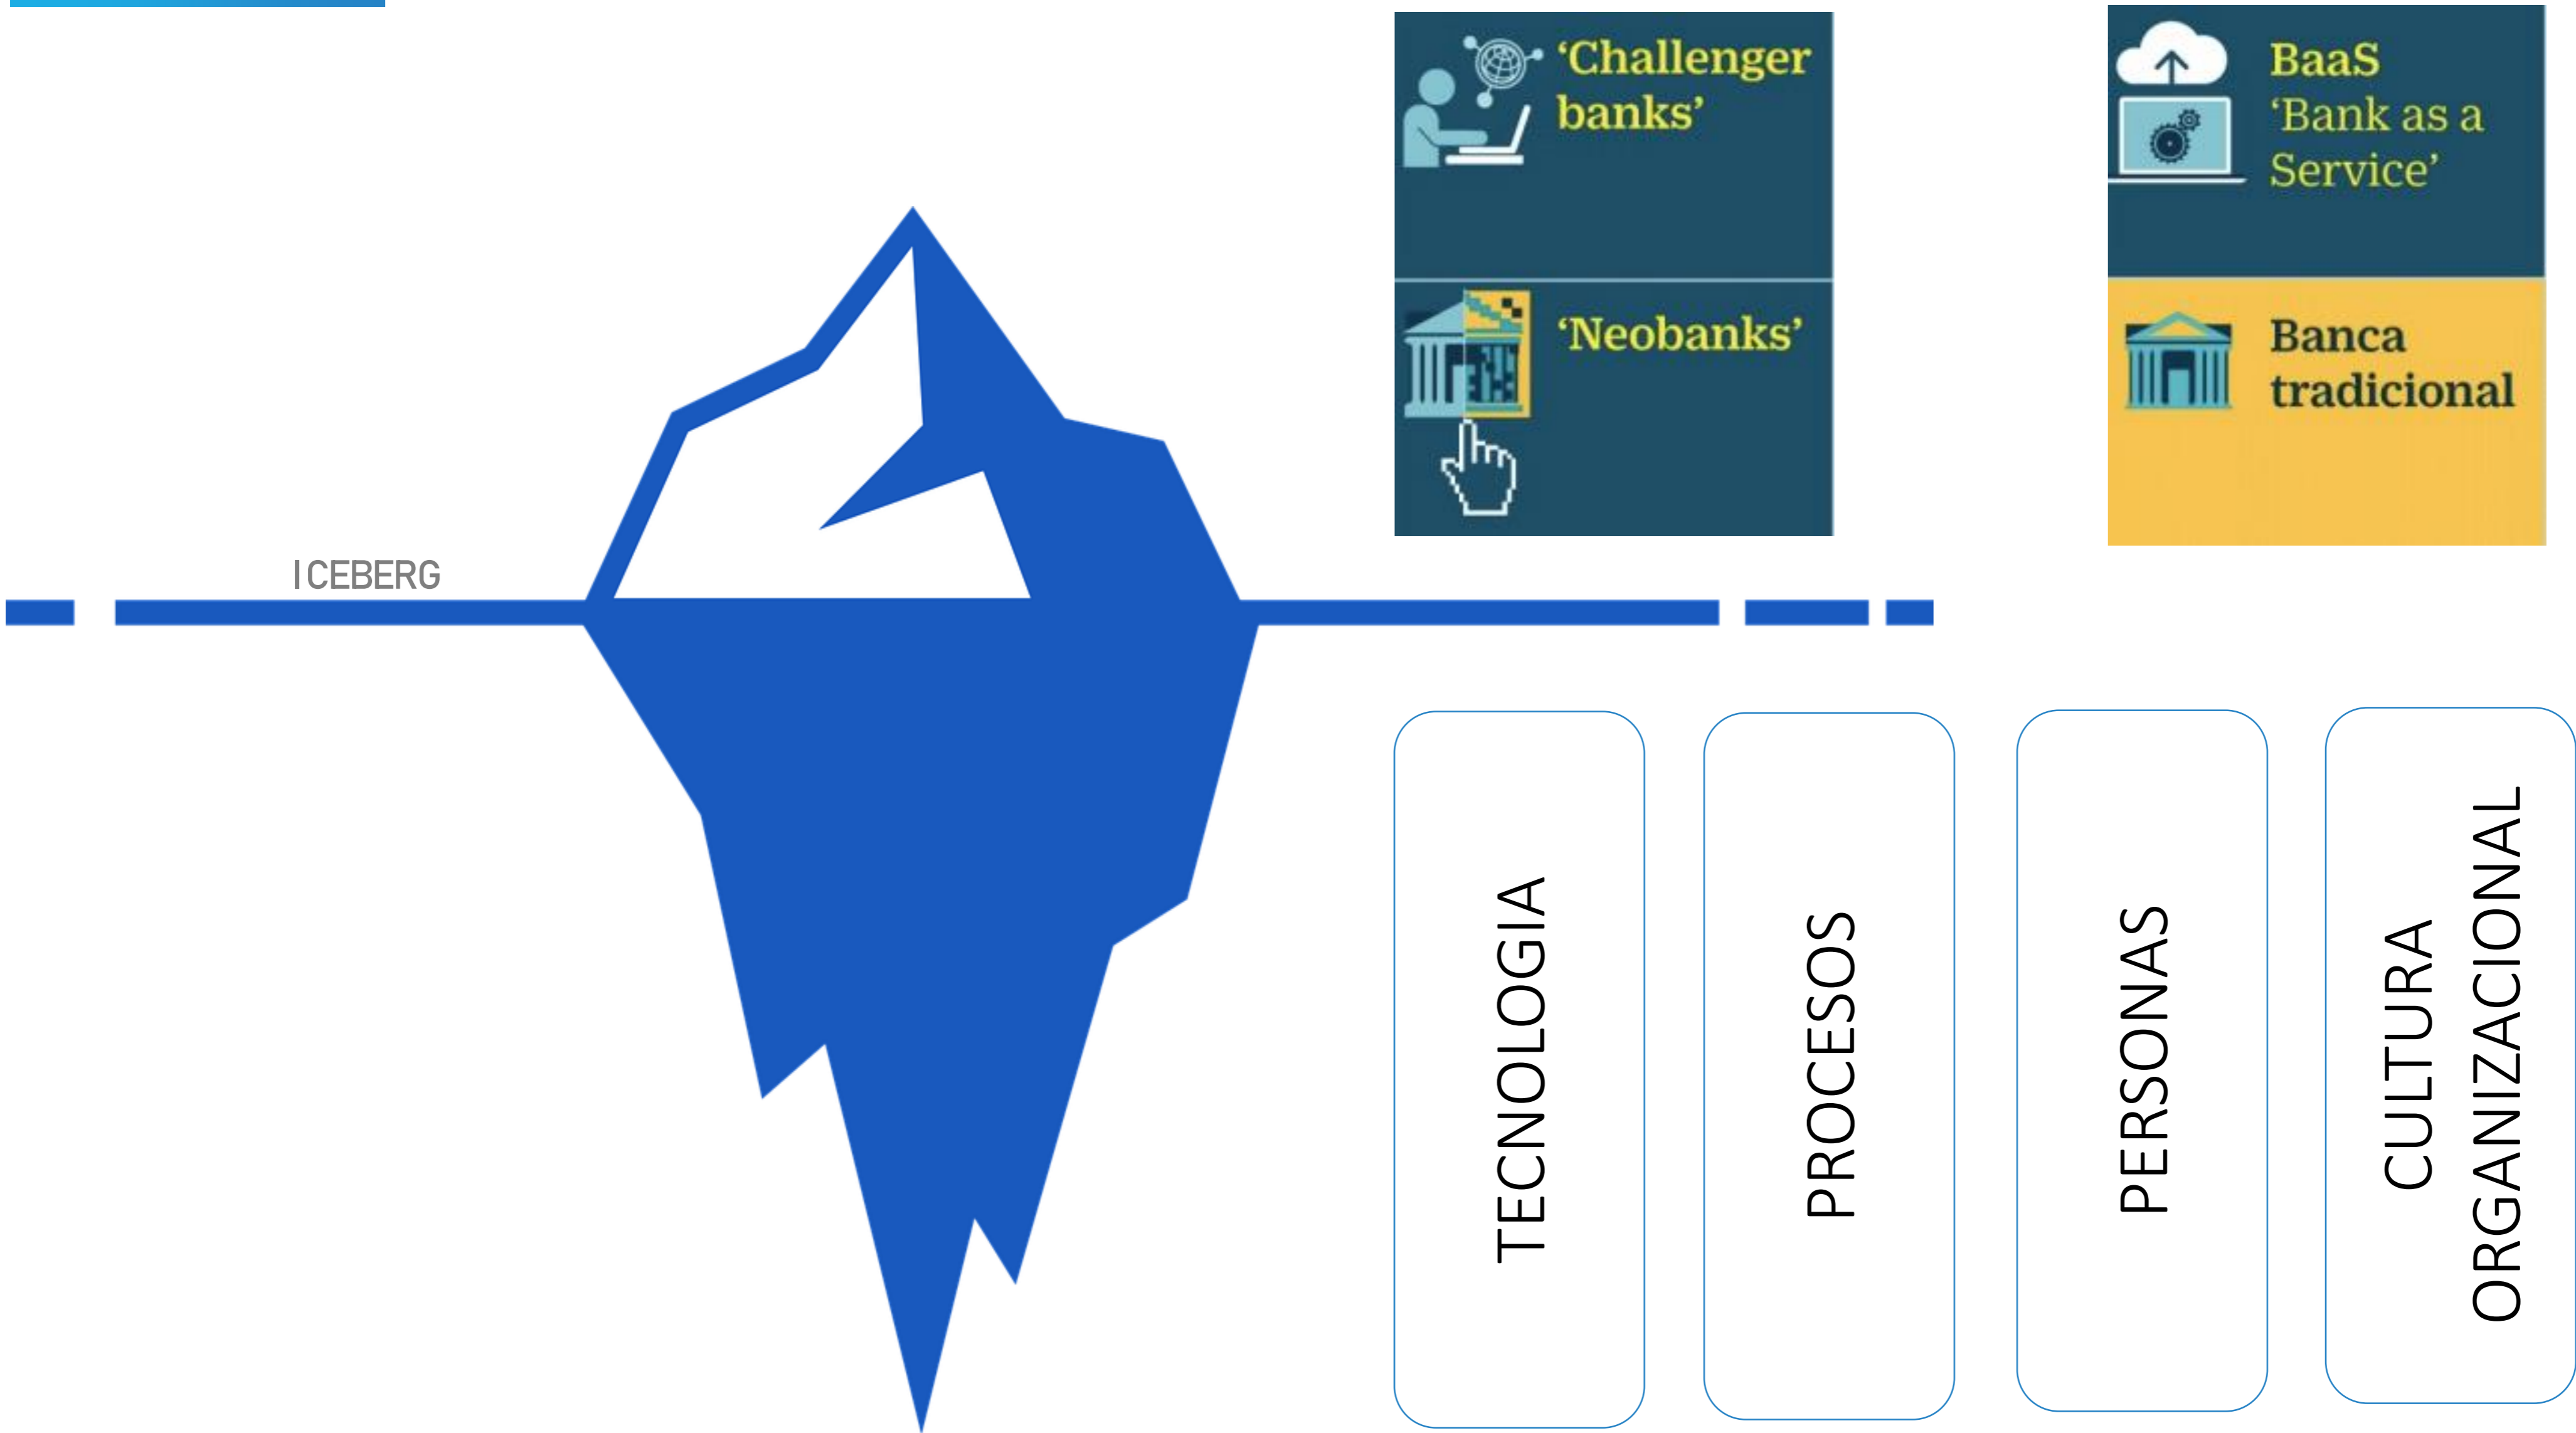 ‘Challenger
banks’
‘Neobanks’
BaaS
‘Bank as a
Service’
Banca
tradicional
ICEBERG
TECNOLOGIA
PROCESOS
PERSONAS
CULTURA
ORGANIZACIONAL